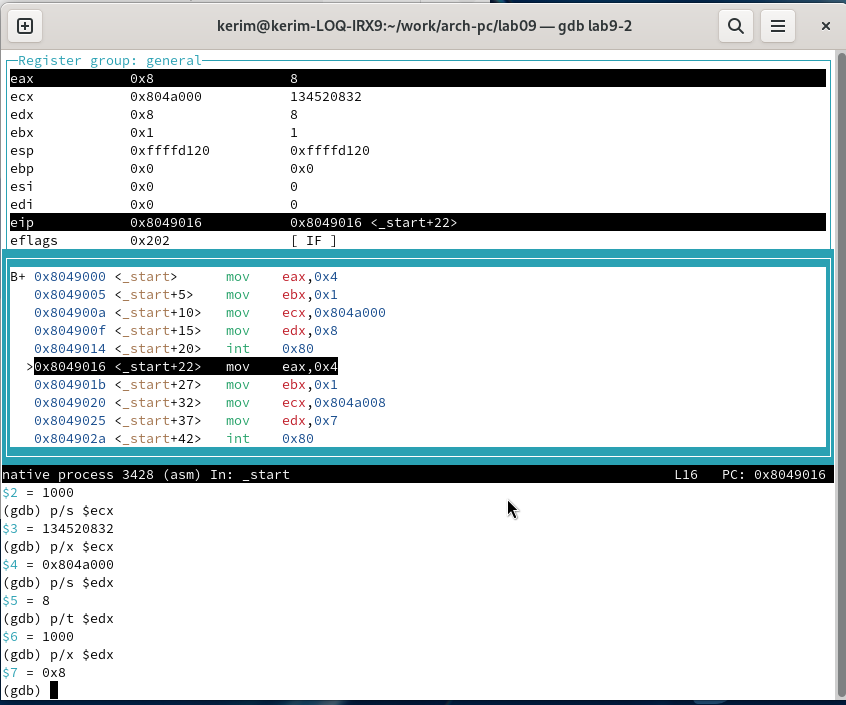 kerim@kerim-LOQ-IRX9:~/work/arch-pc/lab09 — gdb lab9-2
Register group: general
eax 0x8 8
ecx 0x804a000 134520832
edx 0x8 8
ebx 0x1 1
esp 0xffffd120 0xffffd120
ebp 0x0 0x0
esi 0x0 0
edi 0x0 0
eip 0x8049016 0x8049016 <_start+22>
eflags 0x202 [ IF ]
B+ 0x8049000 <_start> mov eax,0x4
0x8049005 <_start+5> mov ebx,0x1
0x804900a <_start+10> mov ecx,0x804a000
0x804900f <_start+15> mov edx,0x8
0x8049014 <_start+20> int 0x80
>0x8049016 <_start+22> mov eax,0x4
0x804901b <_start+27> mov ebx,0x1
0x8049020 <_start+32> mov ecx,0x804a008
0x8049025 <_start+37> mov edx,0x7
0x804902a <_start+42> int 0x80
native process 3428 (asm) In: _start L16 PC: 0x8049016
$2 = 1000
(gdb) p/s $ecx
$3 = 134520832
(gdb) p/x $ecx
$4 = 0x804a000
(gdb) p/s $edx
$5 = 8
(gdb) p/t $edx
$6 = 1000
(gdb) p/x $edx
$7 = 0x8
(gdb)